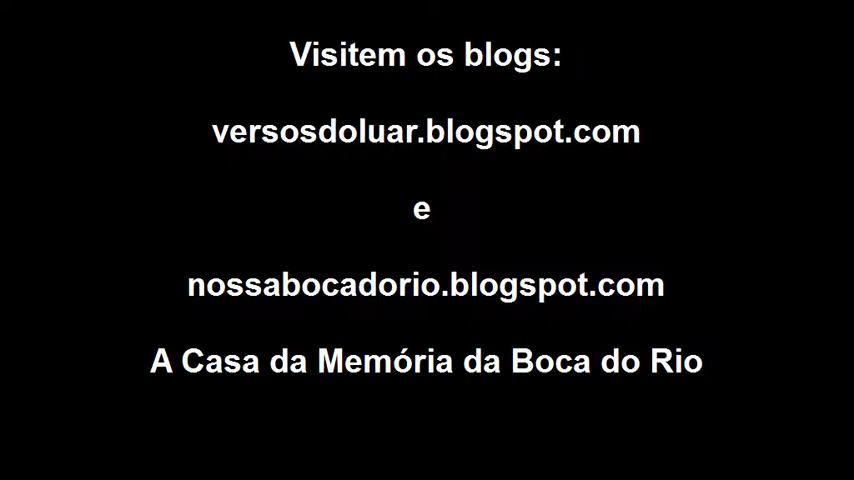 Visitem os blogs:
versosdoluar.blogspot.com
e
nossabocadorio.blogspot.com
A Casa da Memória da Boca do Rio